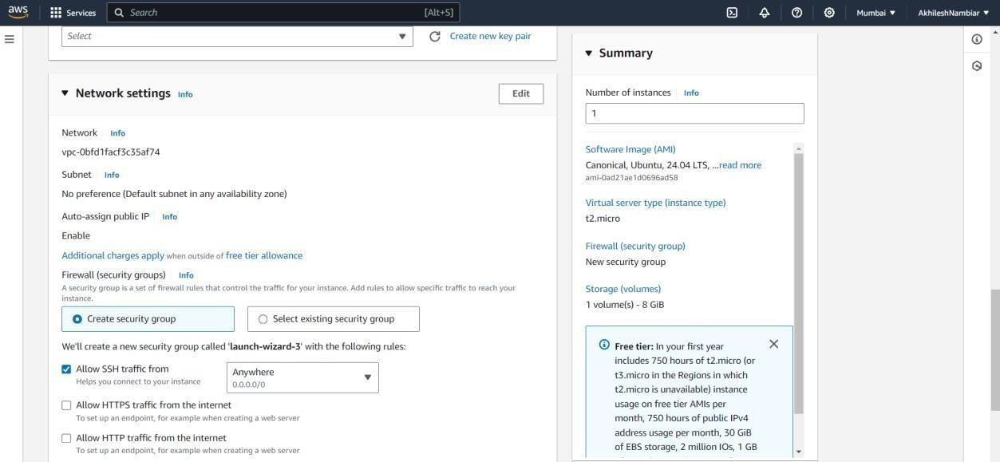 aws
Services
Search
[Alt+S]
Mumbai
AkhileshNambiar
Select
Create new key pair
Network settings Info
Edit
Network Info
vpc-0bfd1facf3c35af74
Subnet Info
No preference (Default subnet in any availability zone)
Auto-assign public IP Info
Enable
Additional charges apply when outside of free tier allowance
Firewall (security groups) Info
A security group is a set of firewall rules that control the traffic for your instance. Add rules to allow specific traffic to reach your
instance.
Create security group
Select existing security group
We'll create a new security group called 'launch-wizard-3' with the following rules:
Allow SSH traffic from
Helps you connect to your instance
Anywhere
0.0.0.0/0
Allow HTTPS traffic from the internet
To set up an endpoint, for example when creating a web server
Allow HTTP traffic from the internet
To set up an endpoint, for example when creating a web server
Summary
Number of instances Info
1
Software Image (AMI)
Canonical, Ubuntu, 24.04 LTS, ...read more
ami-0ad21ae1d0696ad58
Virtual server type (instance type)
t2.micro
Firewall (security group)
New security group
Storage (volumes)
1 volume(s) - 8 GiB
Free tier: In your first year
includes 750 hours of t2.micro (or
t3.micro in the Regions in which
t2.micro is unavailable) instance
usage on free tier AMIs per
month, 750 hours of public IPv4
address usage per month, 30 GiB
of EBS storage, 2 million IOs, 1 GB